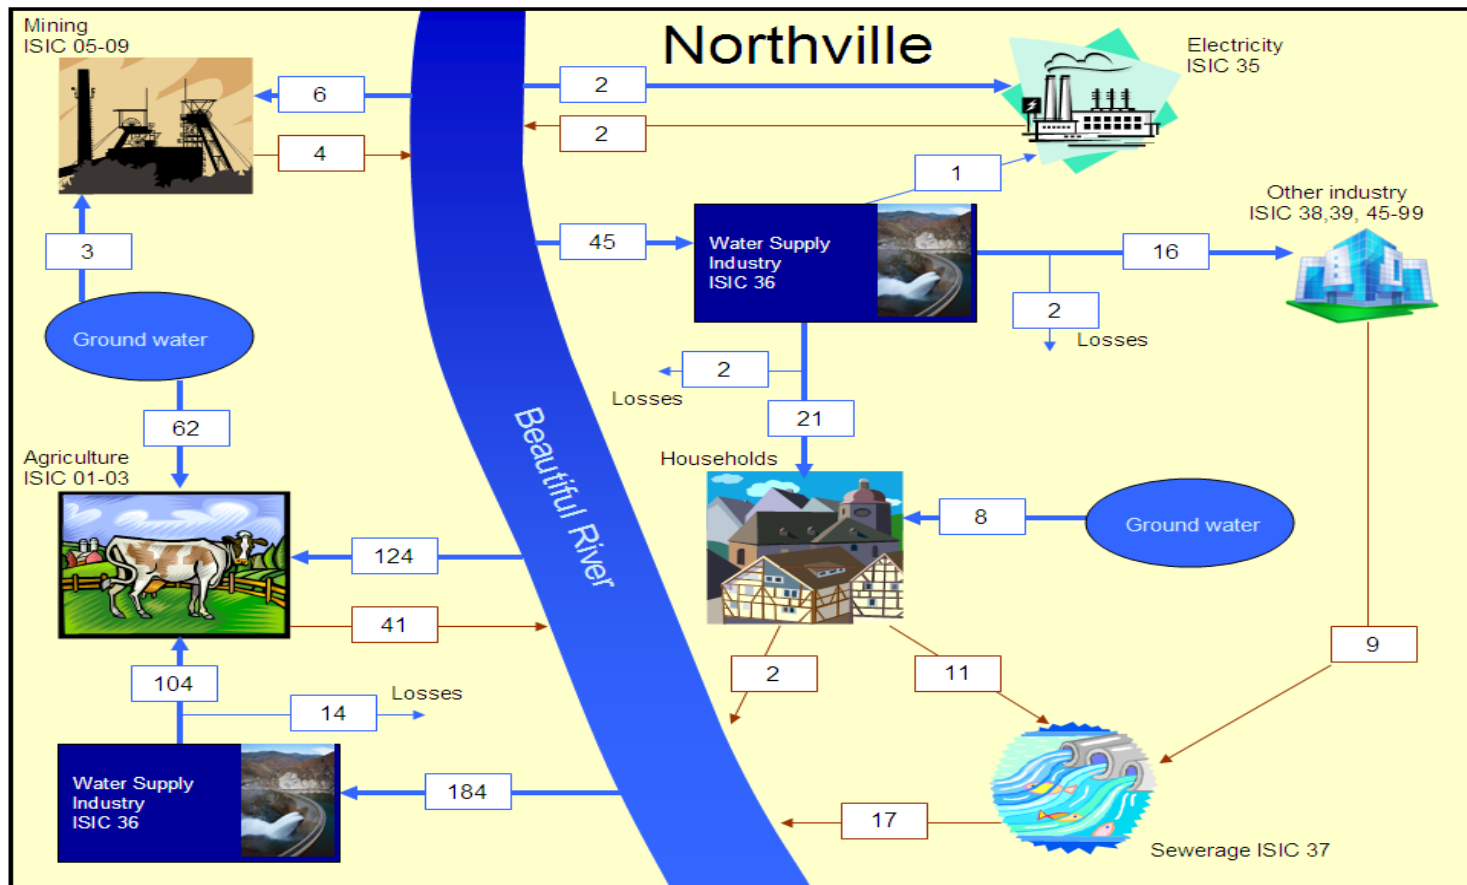 Northville
Mining
ISIC 05-09
6
4
3
Ground water
62
Agriculture
ISIC 01-03
124
41
104
14
Losses
Water Supply
Industry
ISIC 36
184
Beautiful River
2
2
Electricity
ISIC 35
1
45
Water Supply
Industry
ISIC 36
16
Other industry
ISIC 38,39, 45-99
2
Losses
2
Losses
21
Households
8
Ground water
2
11
9
17
Sewerage ISIC 37